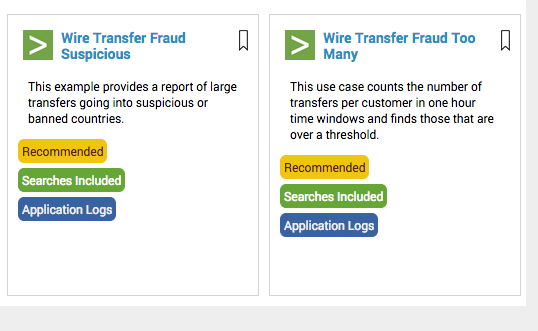 Wire Transfer Fraud
Suspicious
This example provides a report of large
transfers going into suspicious or
banned countries.
Recommended
Searches Included
Application Logs
Wire Transfer Fraud Too
Many
This use case counts the number of
transfers per customer in one hour
time windows and finds those that are
over a threshold.
Recommended
Searches Included
Application Logs